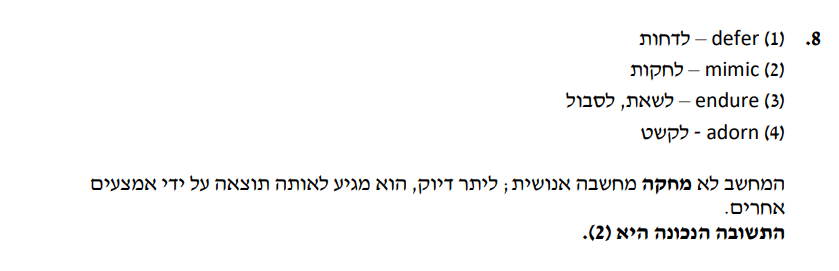 8. (1) defer – לדחות
(2) mimic – לחקות
(3) endure – לשאת, לסבול
(4) adorn - לקשט
המחשב לא מחקה מחשבה אנושית; ליתר דיוק, הוא מגיע לאותה תוצאה על ידי אמצעים
אחרים.
התשובה הנכונה היא (2).